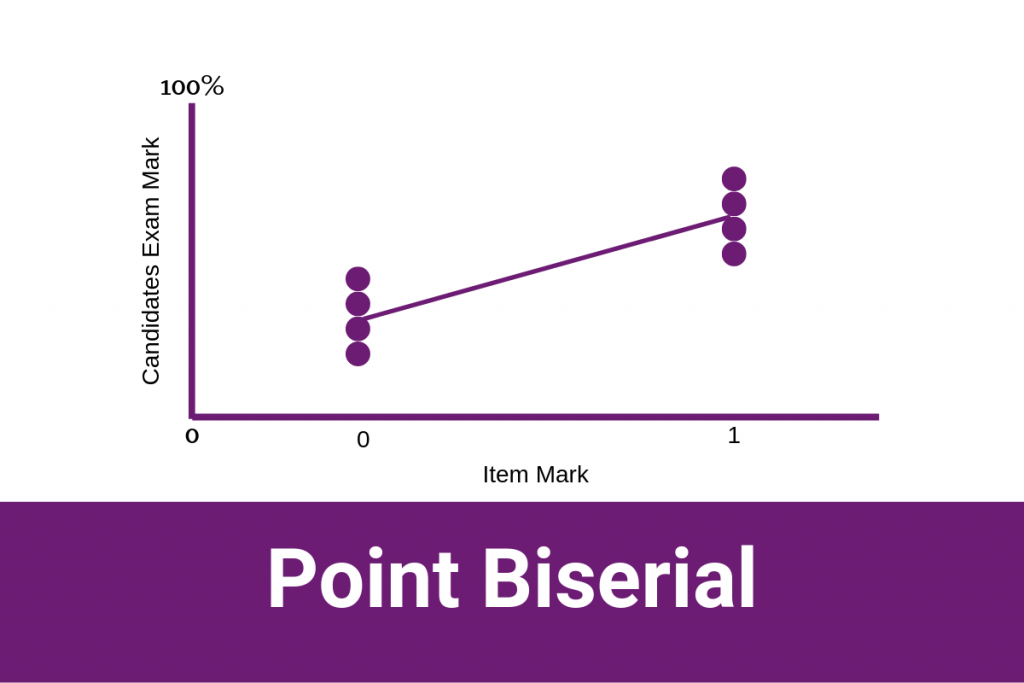 100%
Candidates Exam Mark
0
0
1
Item Mark
Point Biserial